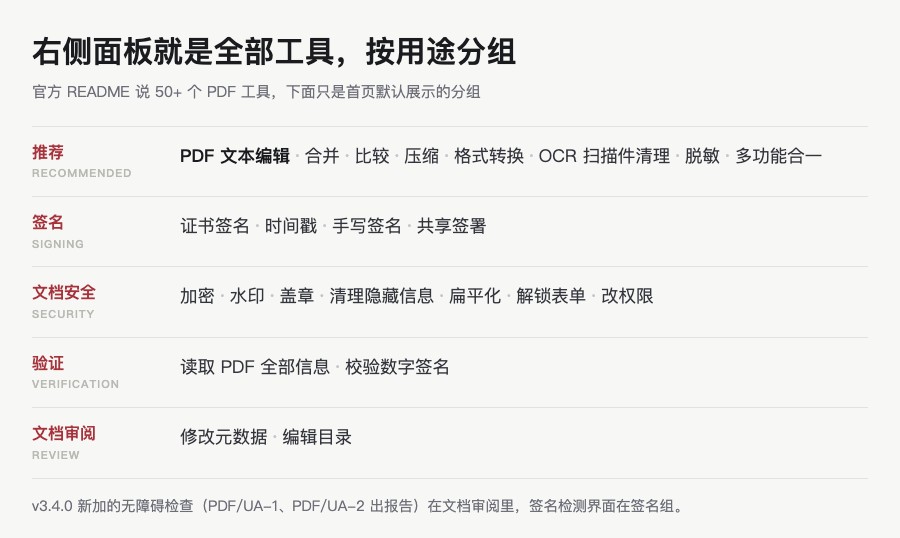 右侧面板就是全部工具，按用途分组
官方 README 说 50+ 个 PDF 工具，下面只是首页默认展示的分组
推荐
RECOMMENDED
PDF 文本编辑 · 合并 · 比较 · 压缩 · 格式转换 · OCR 扫描件清理 · 脱敏 · 多功能合一
签名
SIGNING
证书签名 · 时间戳 · 手写签名 · 共享签署
文档安全
SECURITY
加密 · 水印 · 盖章 · 清理隐藏信息 · 扁平化 · 解锁表单 · 改权限
验证
VERIFICATION
读取 PDF 全部信息 · 校验数字签名
文档审阅
REVIEW
修改元数据 · 编辑目录
v3.4.0 新加的无障碍检查（PDF/UA-1、PDF/UA-2 出报告）在文档审阅里，签名检测界面在签名组。